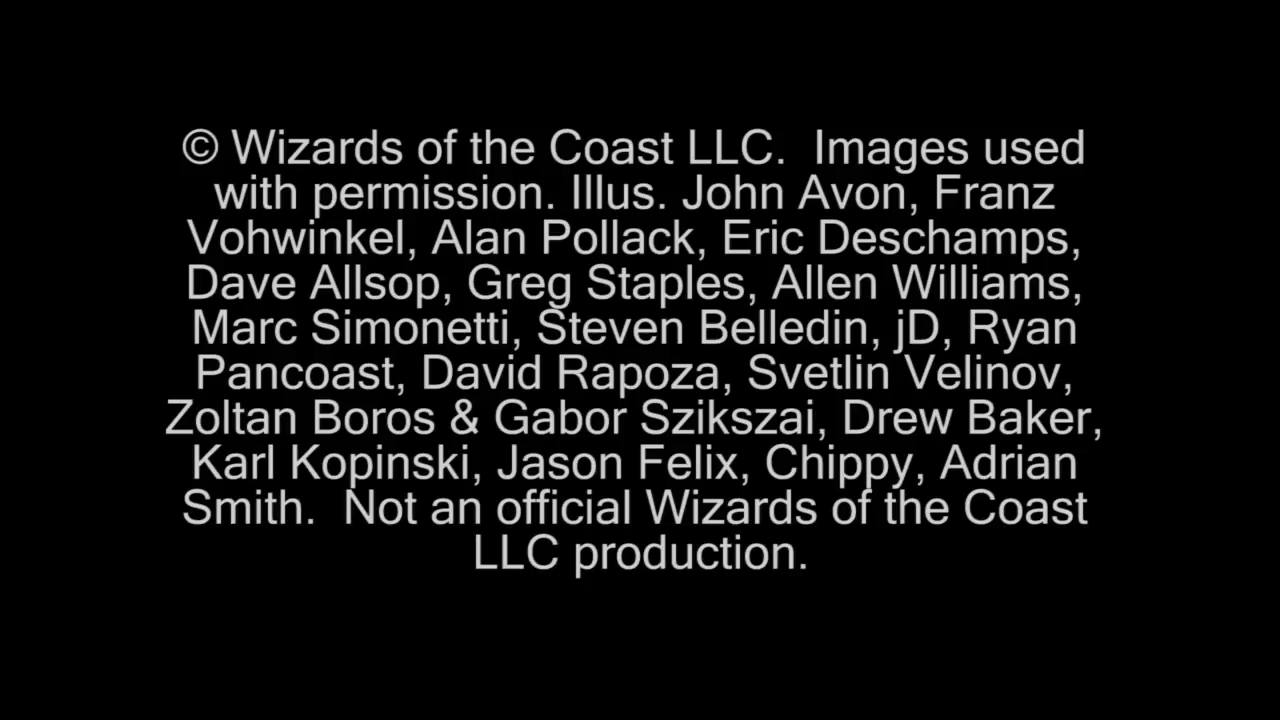 © Wizards of the Coast LLC.  Images used
with permission. Illus. John Avon, Franz
Vohwinkel, Alan Pollack, Eric Deschamps,
Dave Allsop, Greg Staples, Allen Williams,
Marc Simonetti, Steven Belledin, jD, Ryan
Pancoast, David Rapoza, Svetlin Velinov,
Zoltan Boros & Gabor Szikszai, Drew Baker,
Karl Kopinski, Jason Felix, Chippy, Adrian
Smith.  Not an official Wizards of the Coast
LLC production.